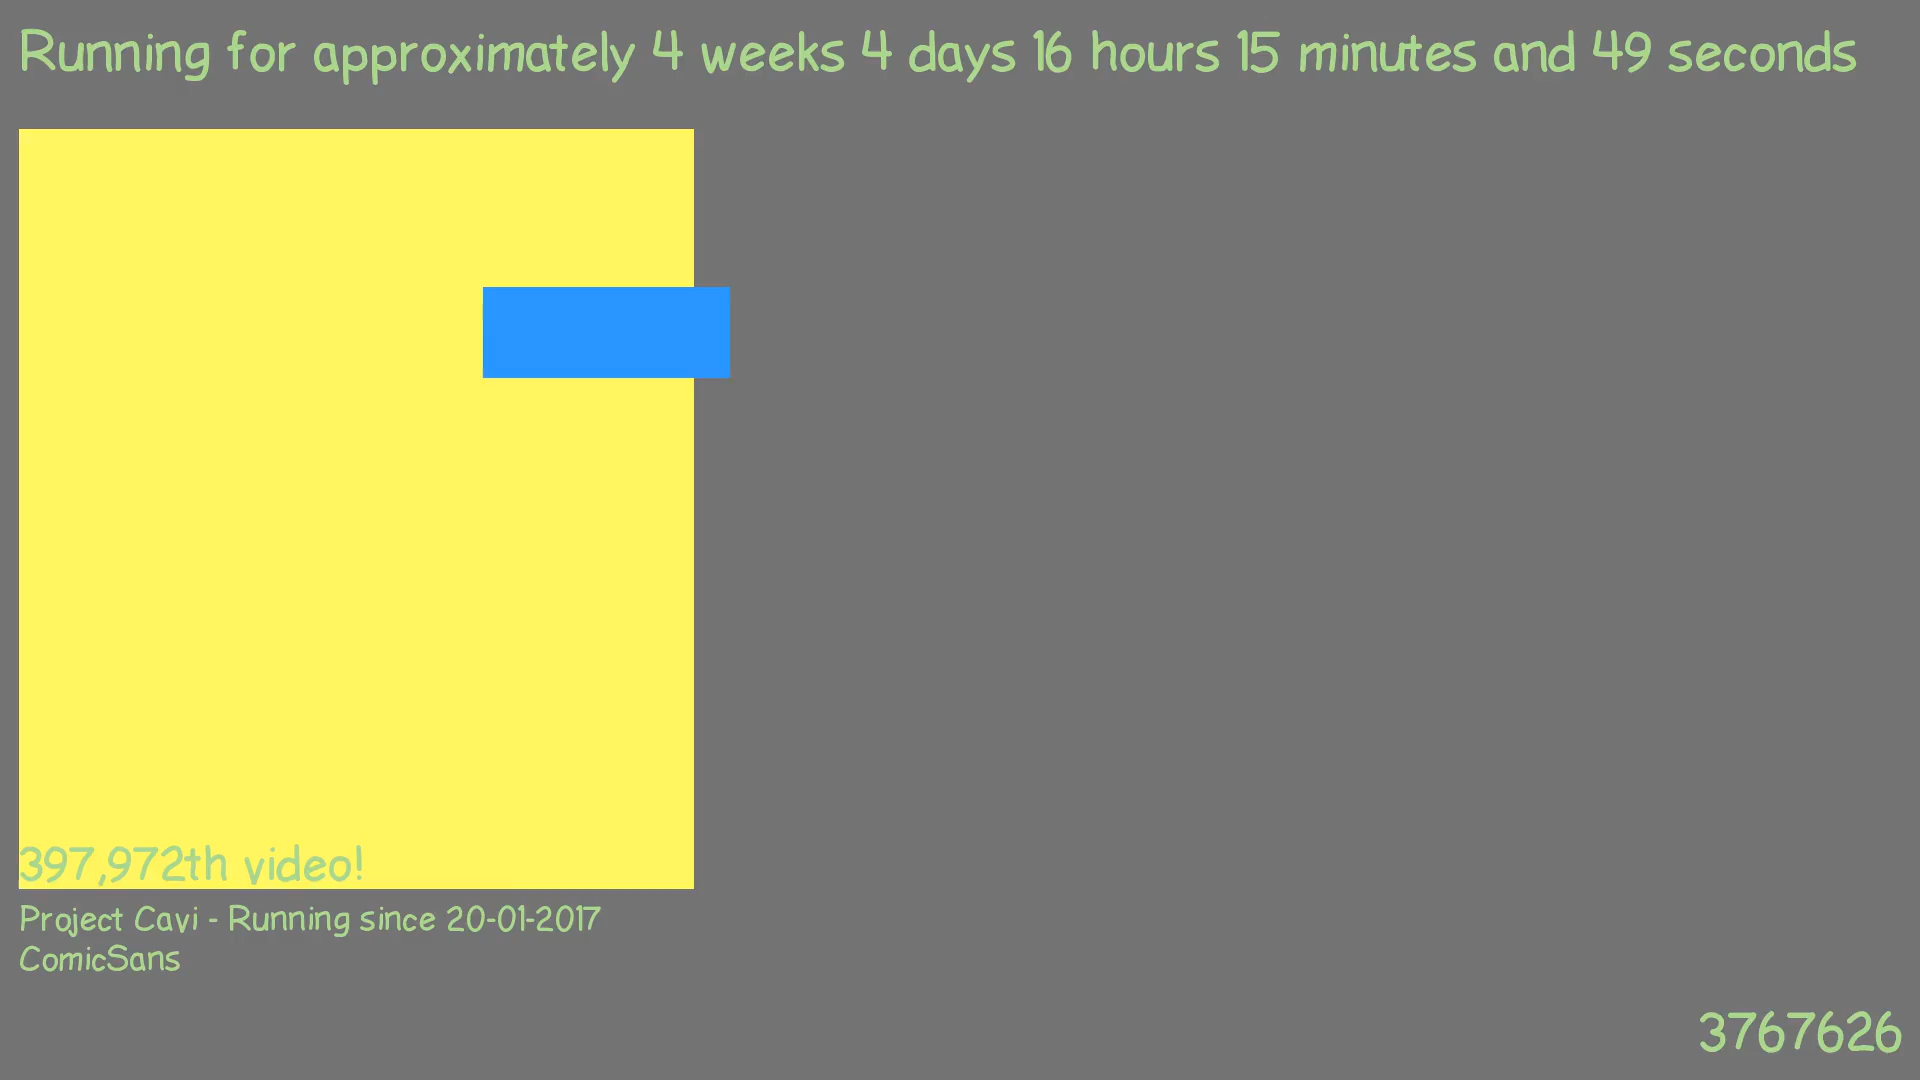 Running for approximately 4 weeks 4 days 16 hours 15 minutes and 49 seconds
397,972th video!
Project Cavi - Running since 20-01-2017
ComicSans
3767626